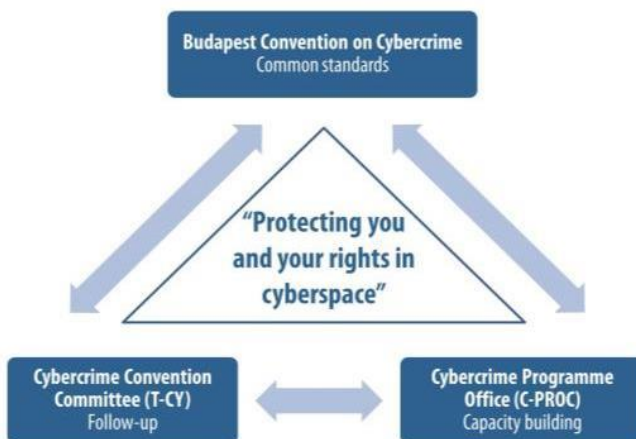 Budapest Convention on Cybercrime
Common standards
“Protecting you
and your rights in
cyberspace”
Cybercrime Convention
Committee (T-CY)
Follow-up
Cybercrime Programme
Office (C-PROC)
Capacity building